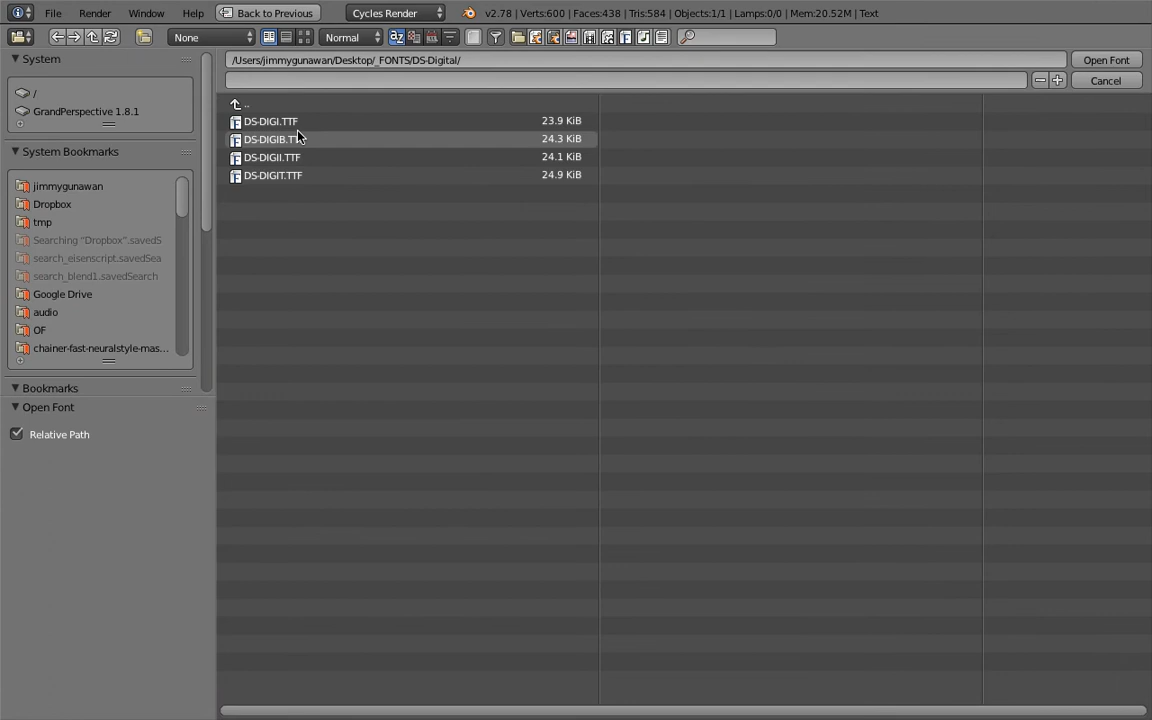 File Render Window Help Back to Previous Cycles Render v2.78 | Verts:600 | Faces:438 | Tris:584 | Objects:1/1 | Lamps:0/0 | Mem:20.52M | Text
None Normal
System
/
GrandPerspective 1.8.1
System Bookmarks
jimmygunawan
Dropbox
tmp
Searching "Dropbox".savedS
search_eisenscript.savedSea
search_blend1.savedSearch
Google Drive
audio
OF
chainer-fast-neuralstyle-mas...
Bookmarks
Open Font
Relative Path
/Users/jimmygunawan/Desktop/_FONTS/DS-Digital/ Open Font
Cancel
..
DS-DIGI.TTF 23.9 KiB
DS-DIGIB.TTF 24.3 KiB
DS-DIGII.TTF 24.1 KiB
DS-DIGIT.TTF 24.9 KiB